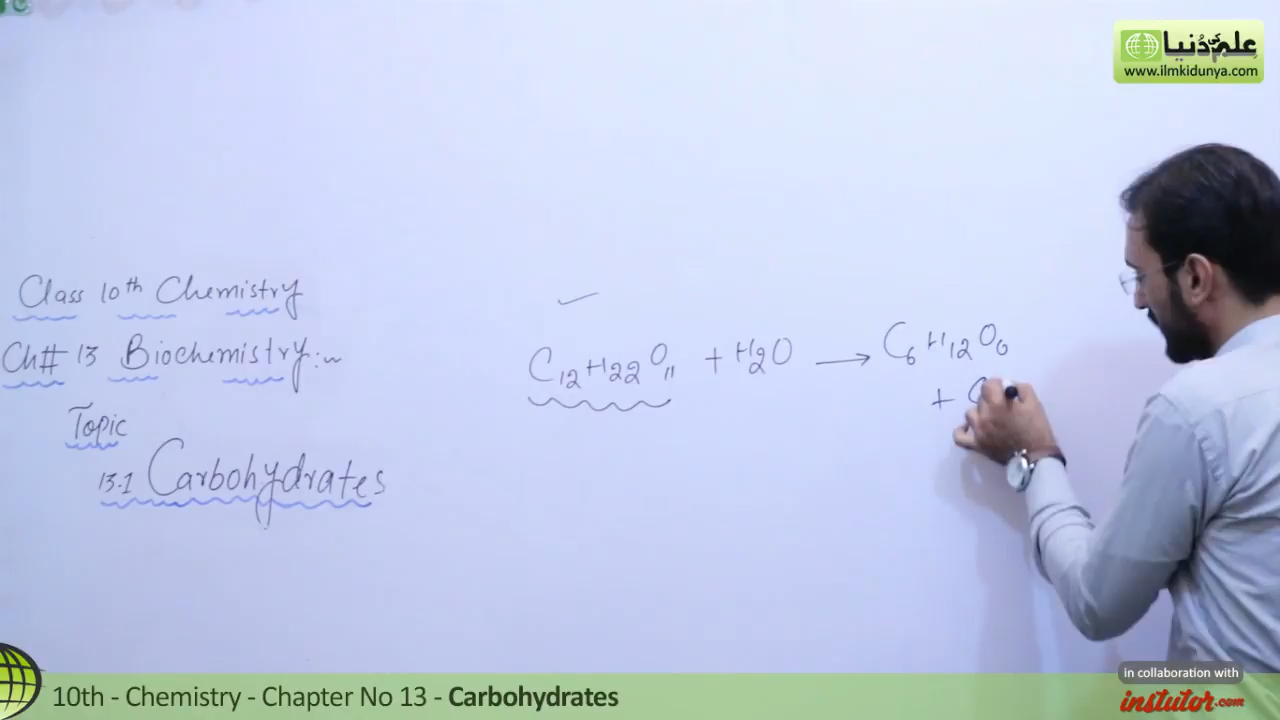 علم کی دُنیا
www.ilmkidunya.com
Class 10th Chemistry
Ch# 13 Biochemistry:~
Topic
13.1 Carbohydrates
C12H22O11 + H2O → C6H12O6
+ C
10th - Chemistry - Chapter No 13 - Carbohydrates
in collaboration with
instutor.com